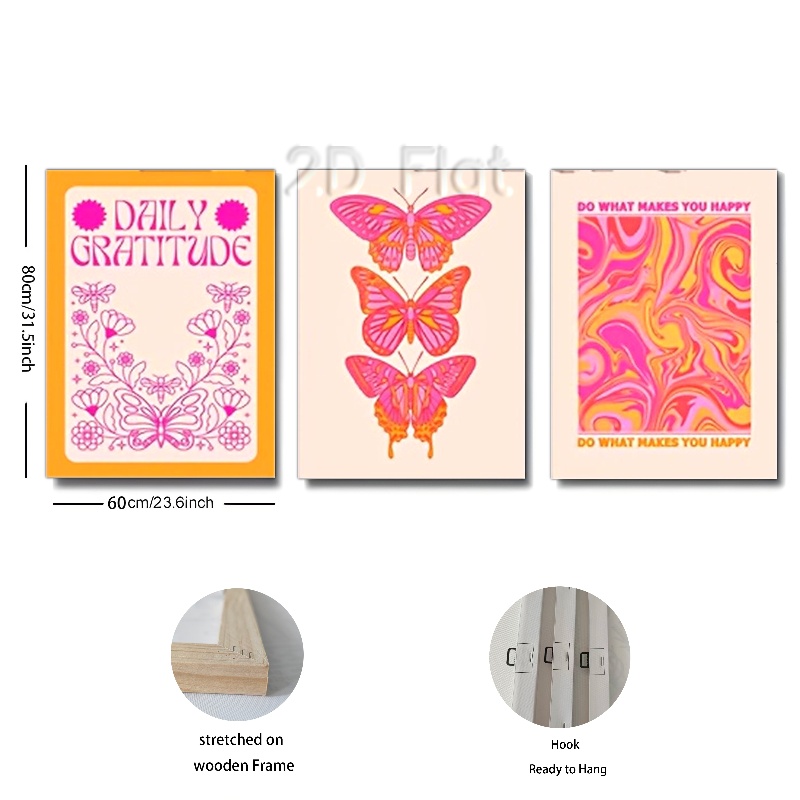 2D Flat
DAILY
GRATITUDE
DO WHAT MAKES YOU HAPPY
DO WHAT MAKES YOU HAPPY
80cm/31.5inch
60cm/23.6inch
stretched on
wooden Frame
Hook
Ready to Hang